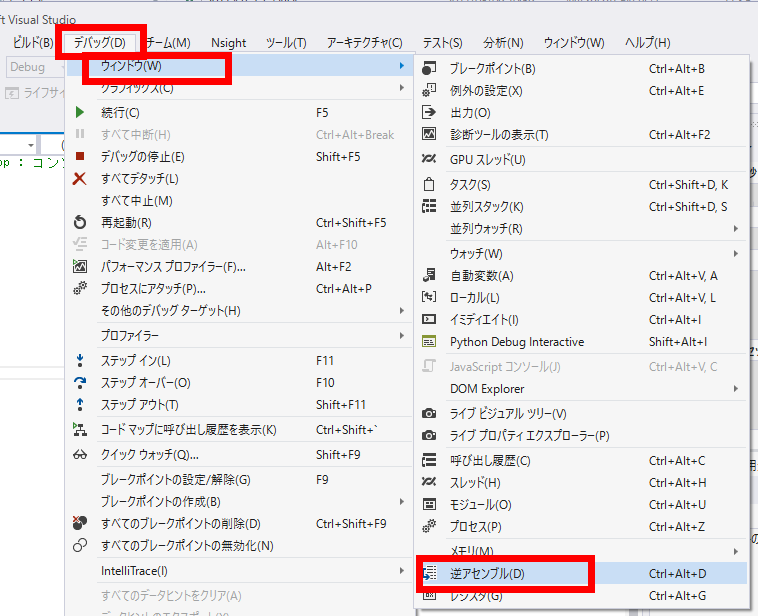 ft Visual Studio
ビルド(B) デバッグ(D) チーム(M) Nsight ツール(T) アーキテクチャ(C) テスト(S) 分析(N) ウィンドウ(W) ヘルプ(H)
Debug
ライフサイ
op : コンソ
ウィンドウ(W)
グラフィックス(C)
続行(C) F5
すべて中断(H) Ctrl+Alt+Break
デバッグの停止(E) Shift+F5
すべてデタッチ(L)
すべて中止(M)
再起動(R) Ctrl+Shift+F5
コード変更を適用(A) Alt+F10
パフォーマンス プロファイラー(F)... Alt+F2
プロセスにアタッチ(P)... Ctrl+Alt+P
その他のデバッグ ターゲット(H)
プロファイラー
ステップ イン(L) F11
ステップ オーバー(O) F10
ステップ アウト(T) Shift+F11
コード マップに呼び出し履歴を表示(K) Ctrl+Shift+`
クイック ウォッチ(Q)... Shift+F9
ブレークポイントの設定/解除(G) F9
ブレークポイントの作成(B)
すべてのブレークポイントの削除(D) Ctrl+Shift+F9
すべてのブレークポイントの無効化(N)
IntelliTrace(I)
すべてのデータヒントをクリア(A)
データヒントのエクスポート(X)...
ブレークポイント(B) Ctrl+Alt+B
例外の設定(X) Ctrl+Alt+E
出力(O)
診断ツールの表示(T) Ctrl+Alt+F2
GPU スレッド(U)
タスク(S) Ctrl+Shift+D, K
並列スタック(K) Ctrl+Shift+D, S
並列ウォッチ(R)
ウォッチ(W)
自動変数(A) Ctrl+Alt+V, A
ローカル(L) Ctrl+Alt+V, L
イミディエイト(I) Ctrl+Alt+I
Python Debug Interactive Shift+Alt+I
JavaScript コンソール(J) Ctrl+Alt+V, C
DOM Explorer
ライブ ビジュアル ツリー(V)
ライブ プロパティ エクスプローラー(P)
呼び出し履歴(C) Ctrl+Alt+C
スレッド(H) Ctrl+Alt+H
モジュール(O) Ctrl+Alt+U
プロセス(P) Ctrl+Alt+Z
メモリ(M)
逆アセンブル(D) Ctrl+Alt+D
レジスタ(G) Ctrl+Alt+G